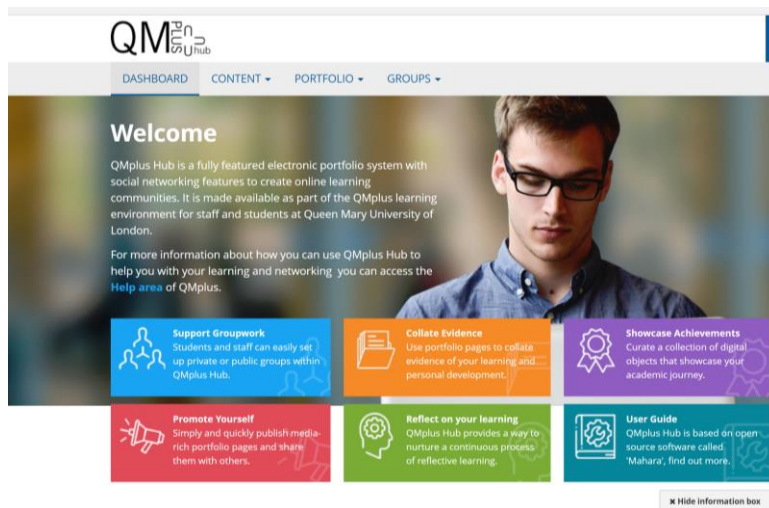 QM PLUS hub
DASHBOARD CONTENT PORTFOLIO GROUPS
Welcome
QMplus Hub is a fully featured electronic portfolio system with
social networking features to create online learning
communities. It is made available as part of the QMplus learning
environment for staff and students at Queen Mary University of
London.
For more information about how you can use QMplus Hub to
help you with your learning and networking you can access the
Help area of QMplus.
Support Groupwork
Students and staff can easily set
up private or public groups within
QMplus Hub.
Collate Evidence
Use portfolio pages to collate
evidence of your learning and
personal development.
Showcase Achievements
Curate a collection of digital
objects that showcase your
academic journey.
Promote Yourself
Simply and quickly publish media-
rich portfolio pages and share
them with others.
Reflect on your learning
QMplus Hub provides a way to
nurture a continuous process
of reflective learning.
User Guide
QMplus Hub is based on open
source software called
'Mahara', find out more.
✖ Hide information box